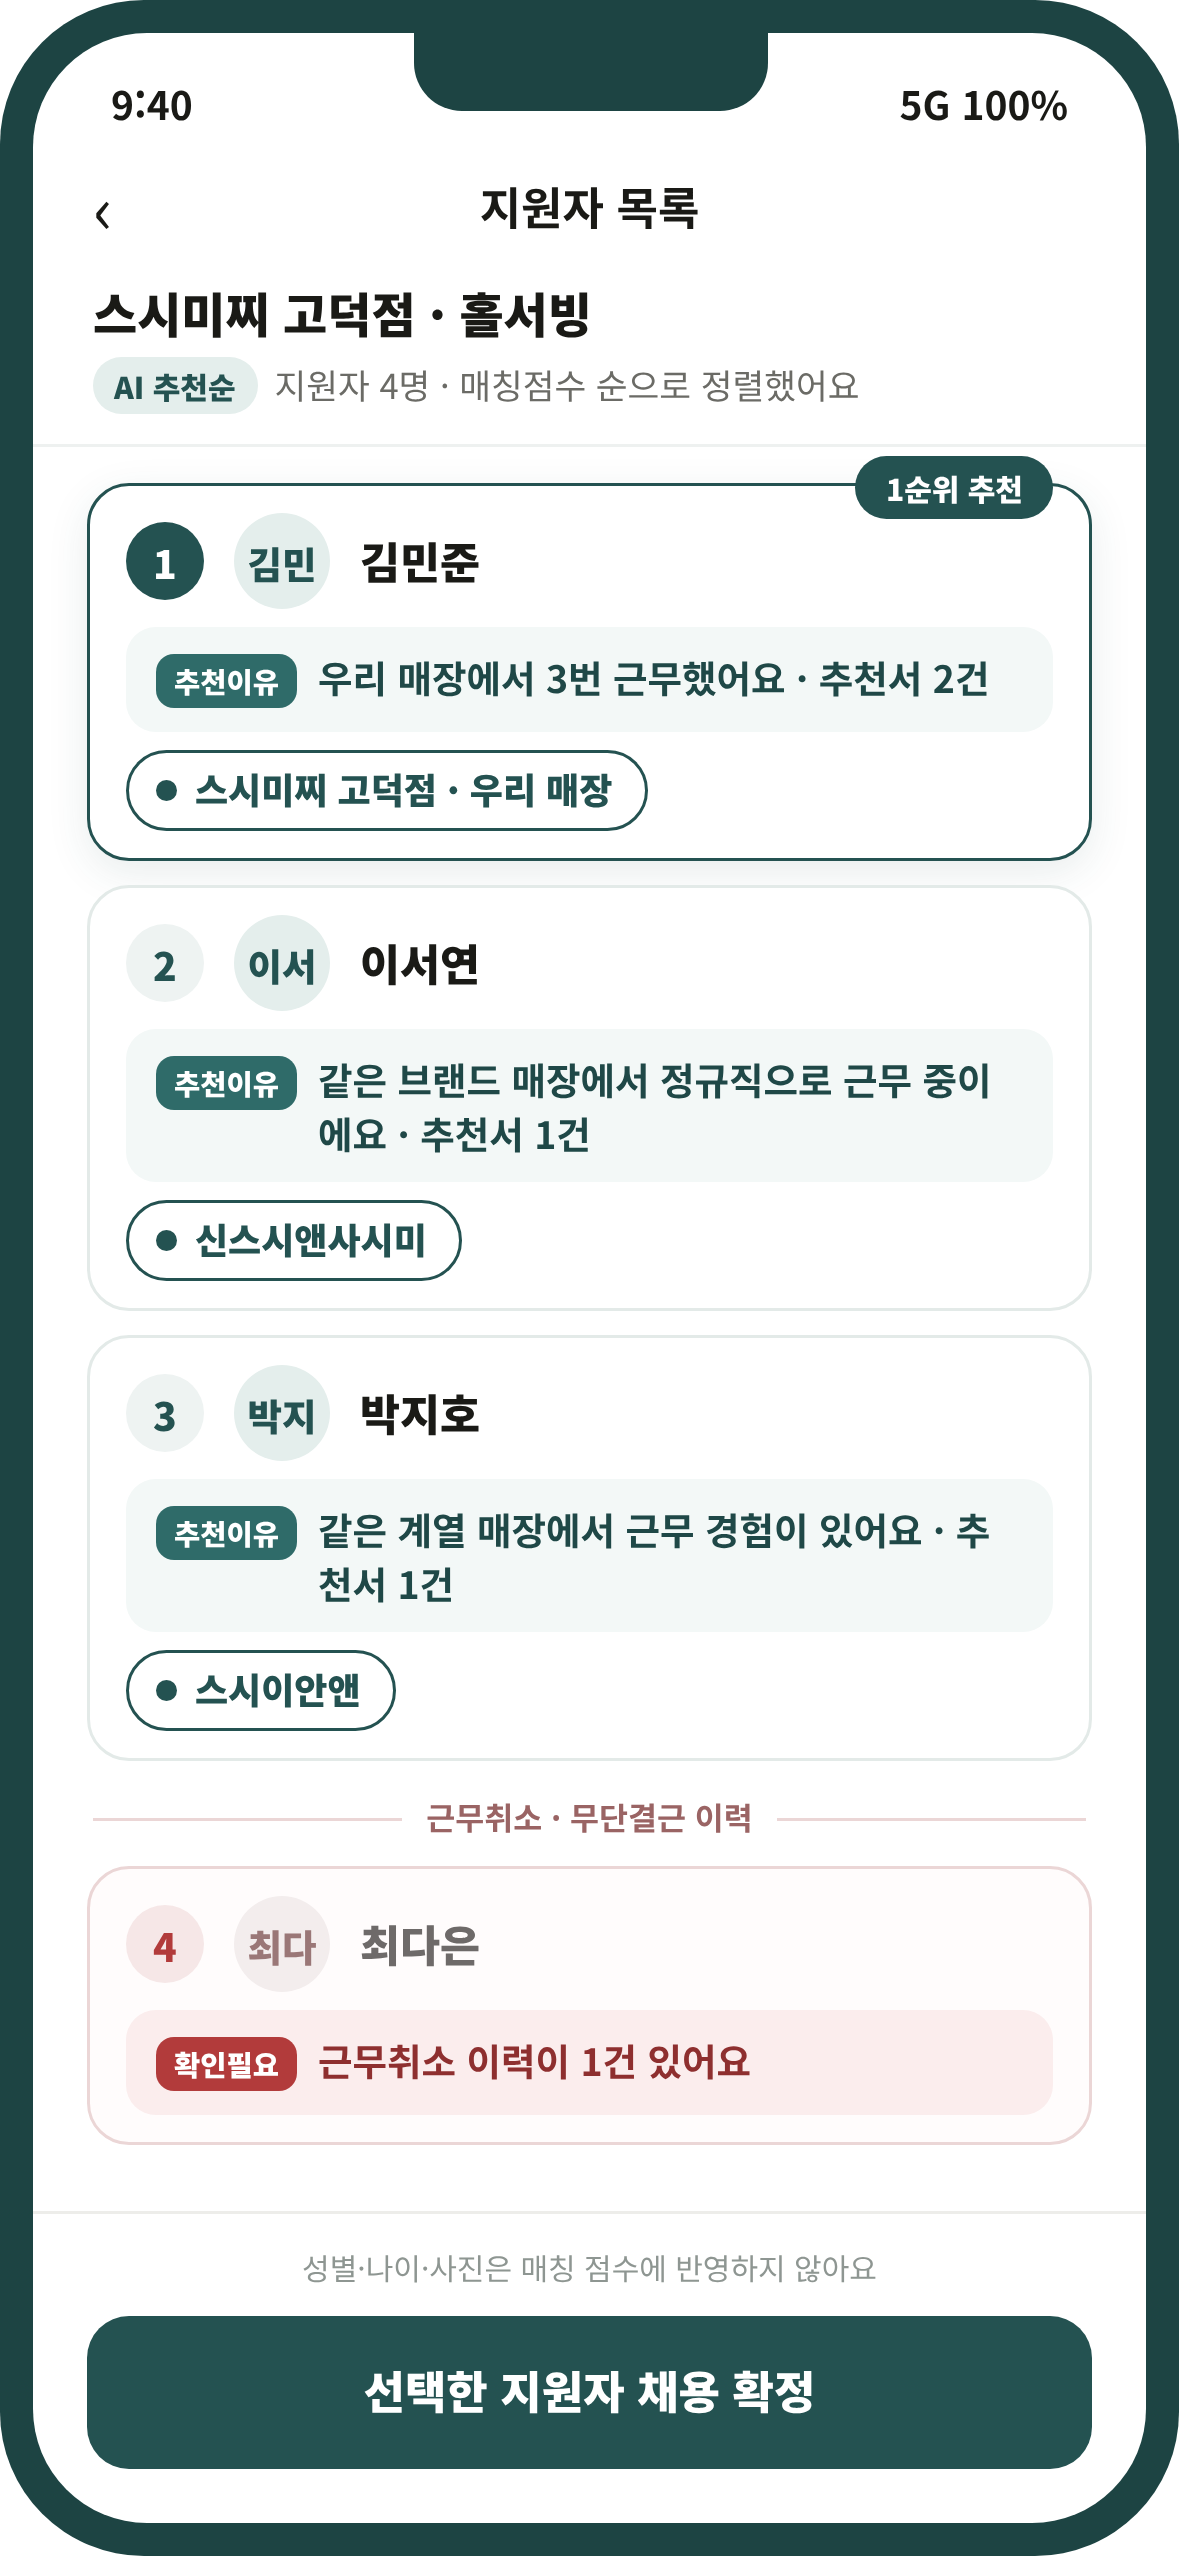 9:40
5G 100%
‹
지원자 목록
스시미찌 고덕점 · 홀서빙
AI 추천순
지원자 4명 · 매칭점수 순으로 정렬했어요
1순위 추천
1
김민
김민준
추천이유
우리 매장에서 3번 근무했어요 · 추천서 2건
스시미찌 고덕점 · 우리 매장
2
이서
이서연
추천이유
같은 브랜드 매장에서 정규직으로 근무 중이
에요 · 추천서 1건
신스시앤사시미
3
박지
박지호
추천이유
같은 계열 매장에서 근무 경험이 있어요 · 추
천서 1건
스시이안앤
근무취소 · 무단결근 이력
4
최다
최다은
확인필요
근무취소 이력이 1건 있어요
성별·나이·사진은 매칭 점수에 반영하지 않아요
선택한 지원자 채용 확정